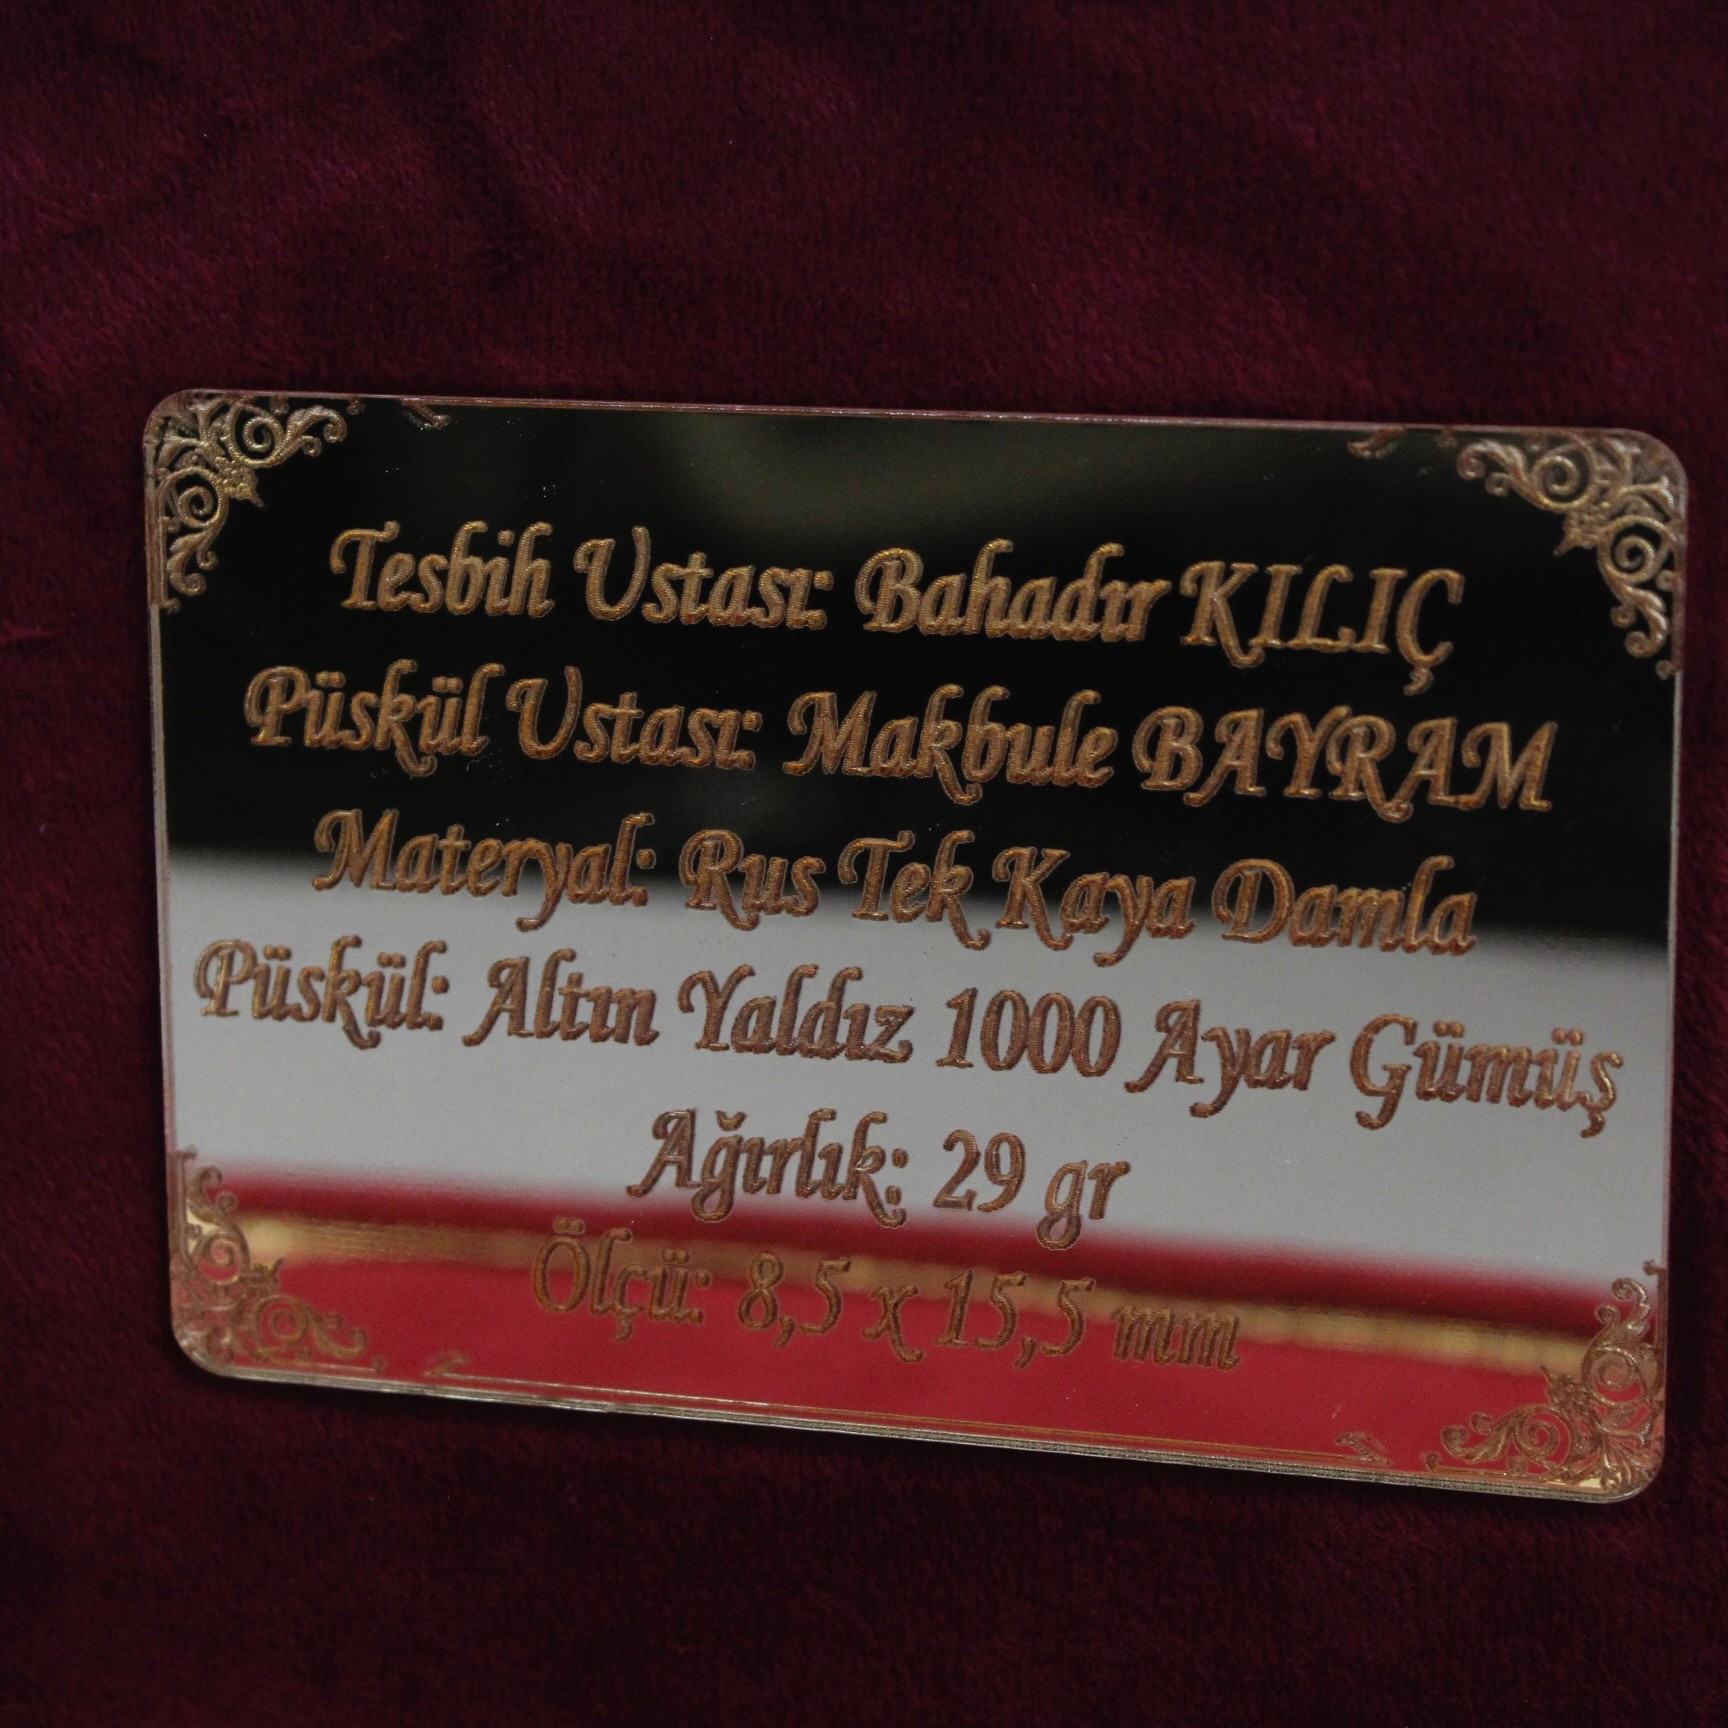 Tesbih Ustası: Bahadır KILIÇ
Püskül Ustası: Makbule BAYRAM
Materyal: Rus Tek Kaya Damla
Püskül: Altın Yaldız 1000 Ayar Gümüş
Ağırlık: 29 gr
Ölçü: 8,5 x 15,5 mm